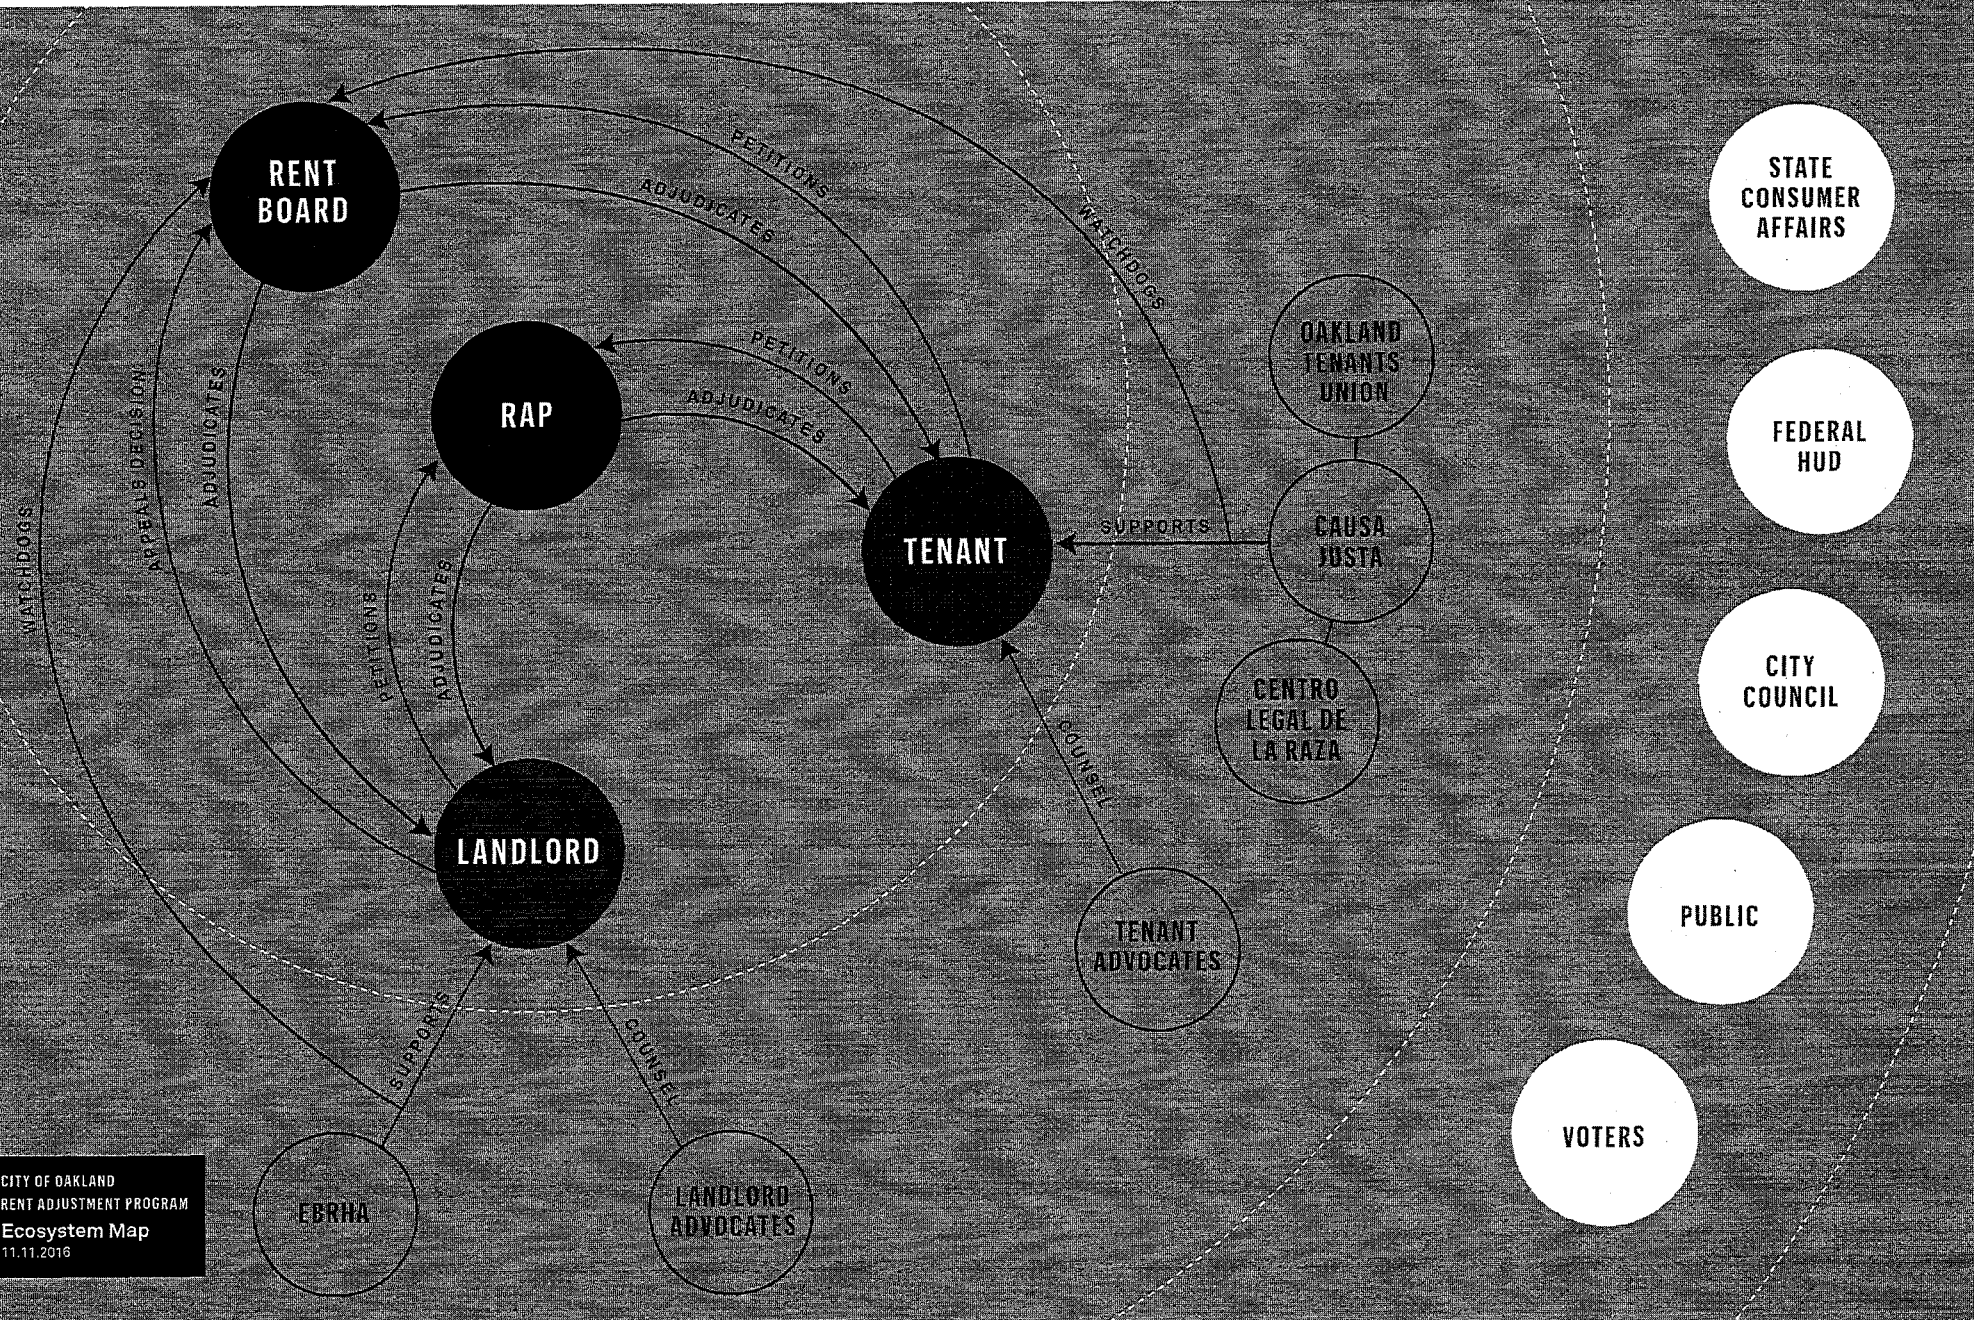 RENT
BOARD
PETITIONS
ADJUDICATES
WATCHDOGS
STATE
CONSUMER
AFFAIRS
OAKLAND
TENANTS
UNION
RAP
PETITIONS
ADJUDICATES
FEDERAL
HUD
APPEALS DECISION
ADJUDICATES
WATCHDOGS
TENANT
SUPPORTS
CAUSA
JUSTA
PETITIONS
ADJUDICATES
CENTRO
LEGAL DE
LA RAZA
CITY
COUNCIL
COUNSEL
LANDLORD
TENANT
ADVOCATES
PUBLIC
SUPPORTS
COUNSEL
VOTERS
EBRHA
LANDLORD
ADVOCATES
CITY OF OAKLAND
RENT ADJUSTMENT PROGRAM
Ecosystem Map
11.11.2016